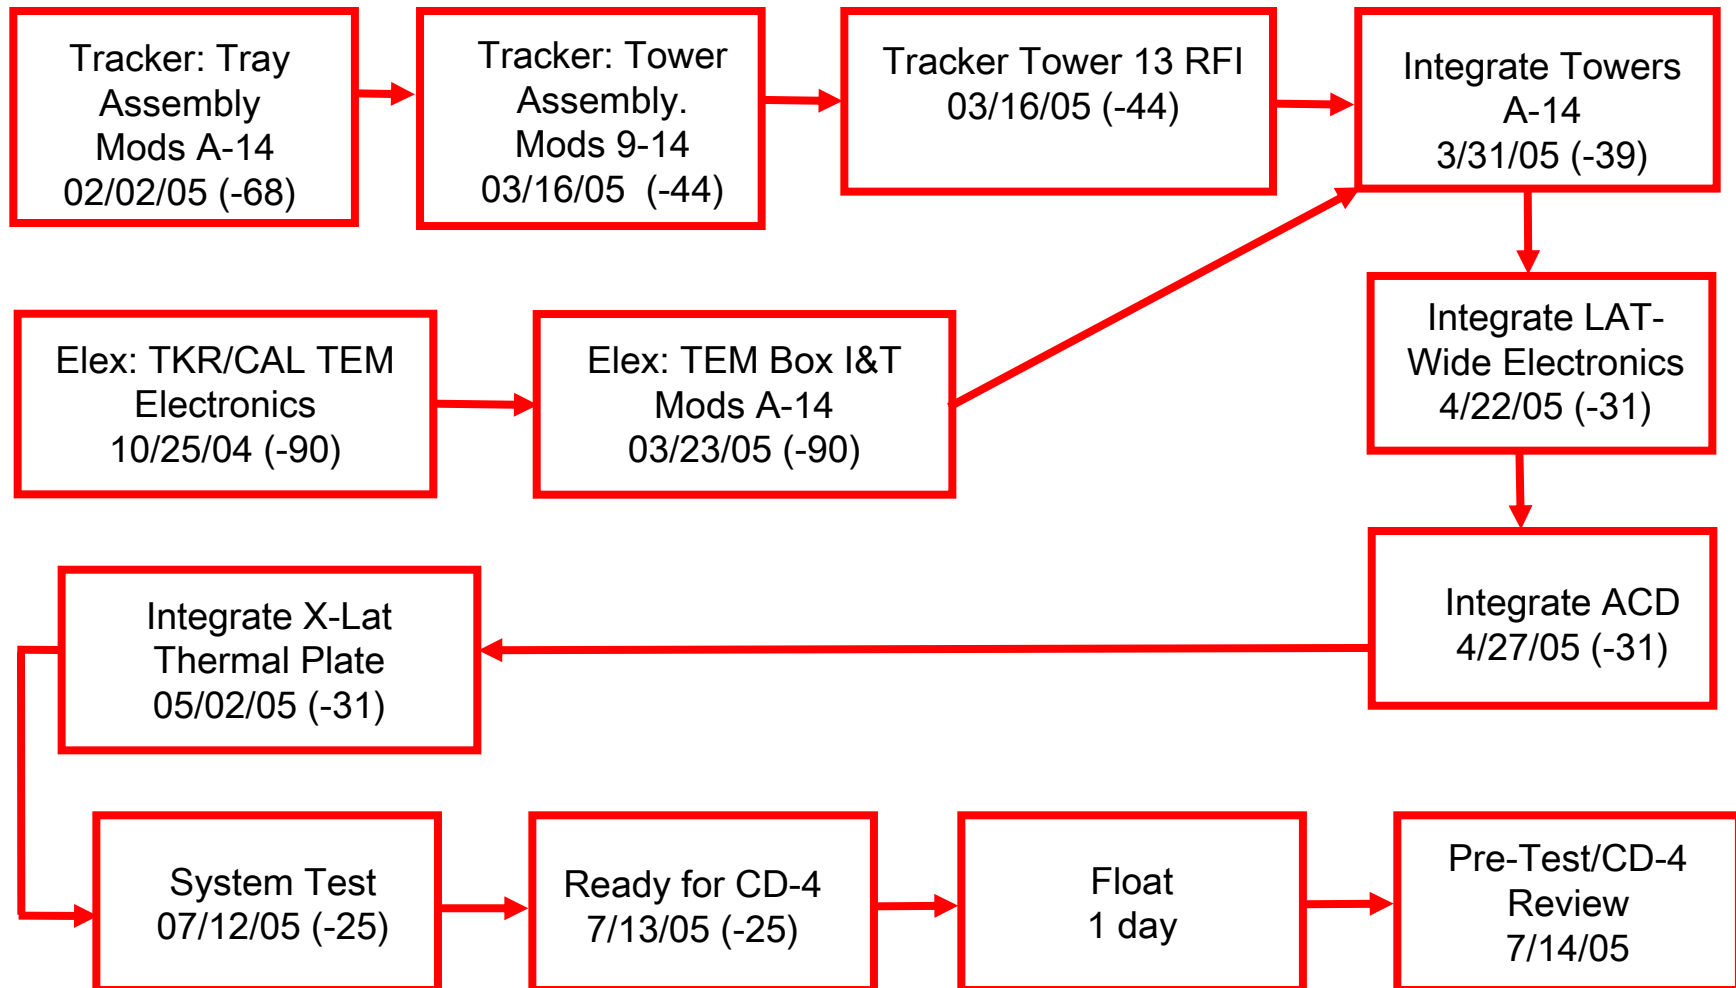 Tracker: Tray
Assembly
Mods A-14
02/02/05 (-68)
Tracker: Tower
Assembly.
Mods 9-14
03/16/05 (-44)
Tracker Tower 13 RFI
03/16/05 (-44)
Integrate Towers
A-14
3/31/05 (-39)
Elex: TKR/CAL TEM
Electronics
10/25/04 (-90)
Elex: TEM Box I&T
Mods A-14
03/23/05 (-90)
Integrate LAT-
Wide Electronics
4/22/05 (-31)
Integrate ACD
4/27/05 (-31)
Integrate X-Lat
Thermal Plate
05/02/05 (-31)
System Test
07/12/05 (-25)
Ready for CD-4
7/13/05 (-25)
Float
1 day
Pre-Test/CD-4
Review
7/14/05